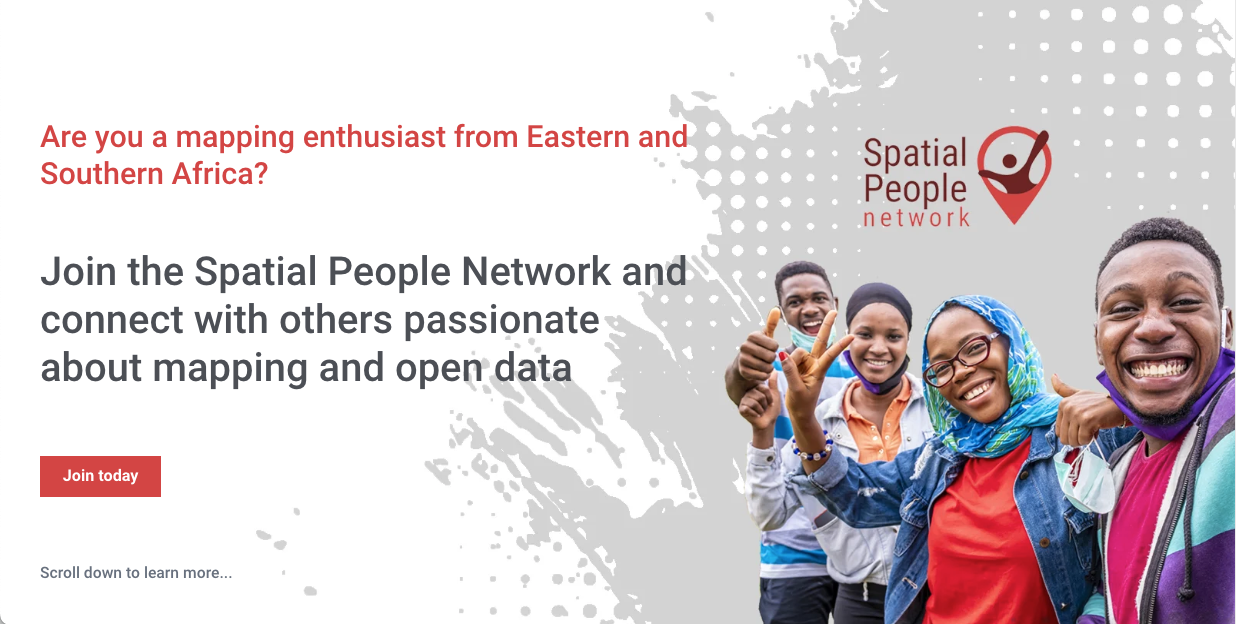 Are you a mapping enthusiast from Eastern and
Southern Africa?
Join the Spatial People Network and
connect with others passionate
about mapping and open data
Join today
Scroll down to learn more...
Spatial
People
network